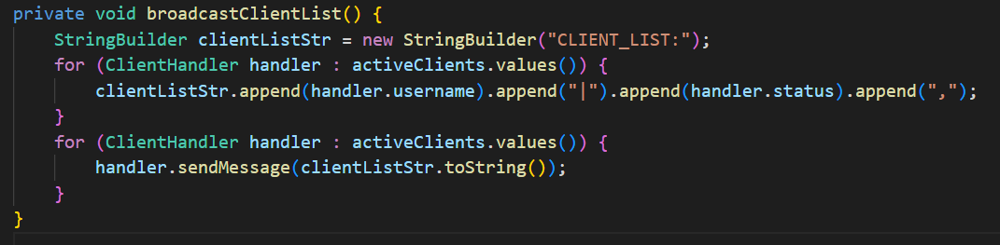 private void broadcastClientList() {
    StringBuilder clientListStr = new StringBuilder("CLIENT_LIST:");
    for (ClientHandler handler : activeClients.values()) {
        clientListStr.append(handler.username).append("|").append(handler.status).append(",");
    }
    for (ClientHandler handler : activeClients.values()) {
        handler.sendMessage(clientListStr.toString());
    }
}